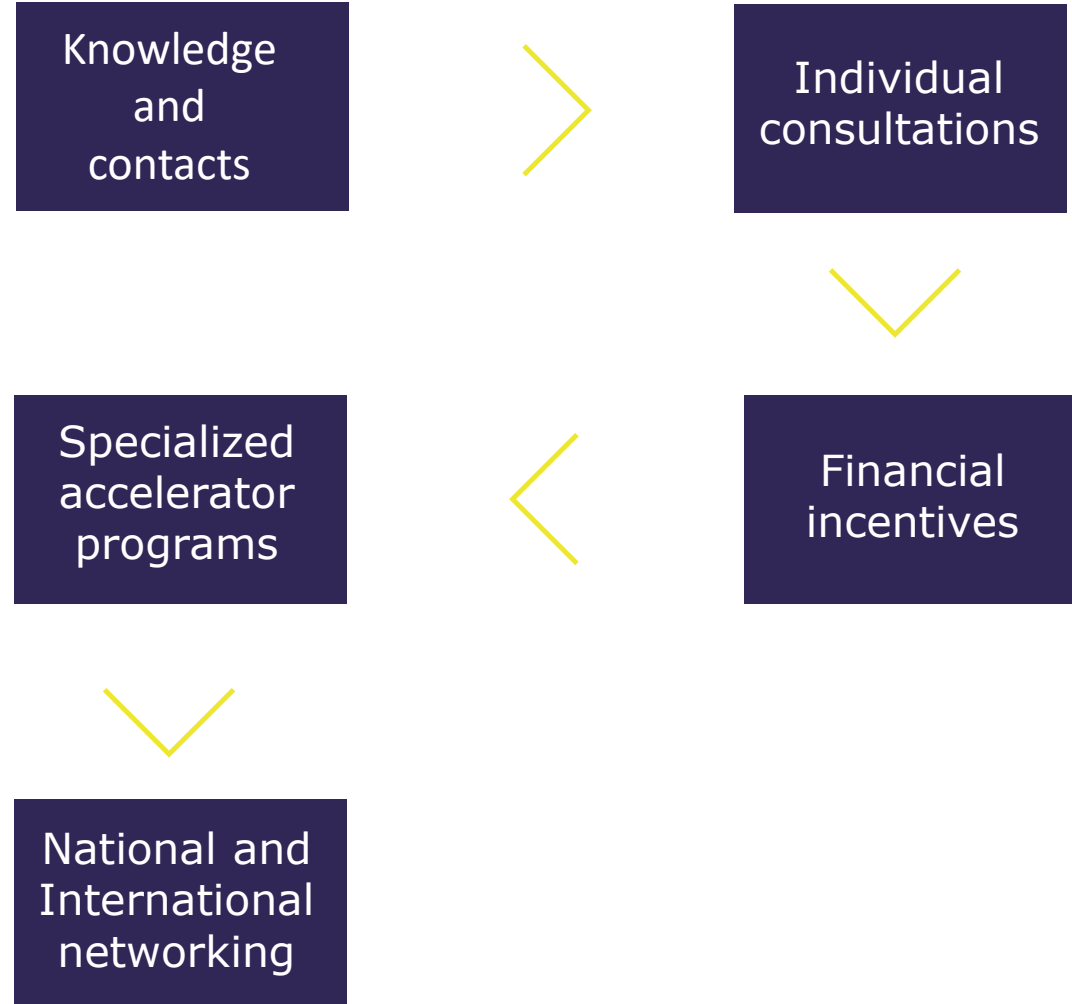 Knowledge
and
contacts
Individual
consultations
Financial
incentives
Specialized
accelerator
programs
National and
International
networking